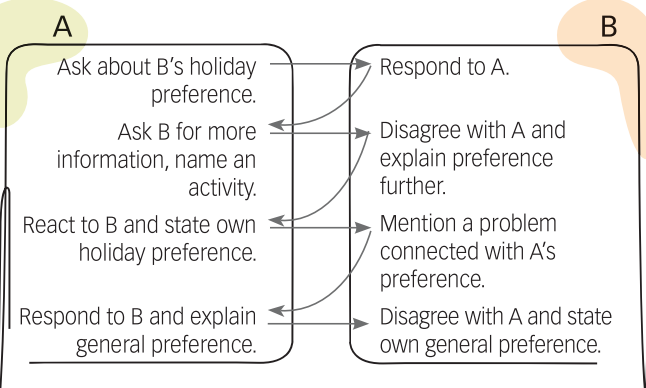 A
B
Ask about B's holiday
preference.
Respond to A.
Ask B for more
information, name an
activity.
Disagree with A and
explain preference
further.
React to B and state own
holiday preference.
Mention a problem
connected with A's
preference.
Respond to B and explain
general preference.
Disagree with A and state
own general preference.